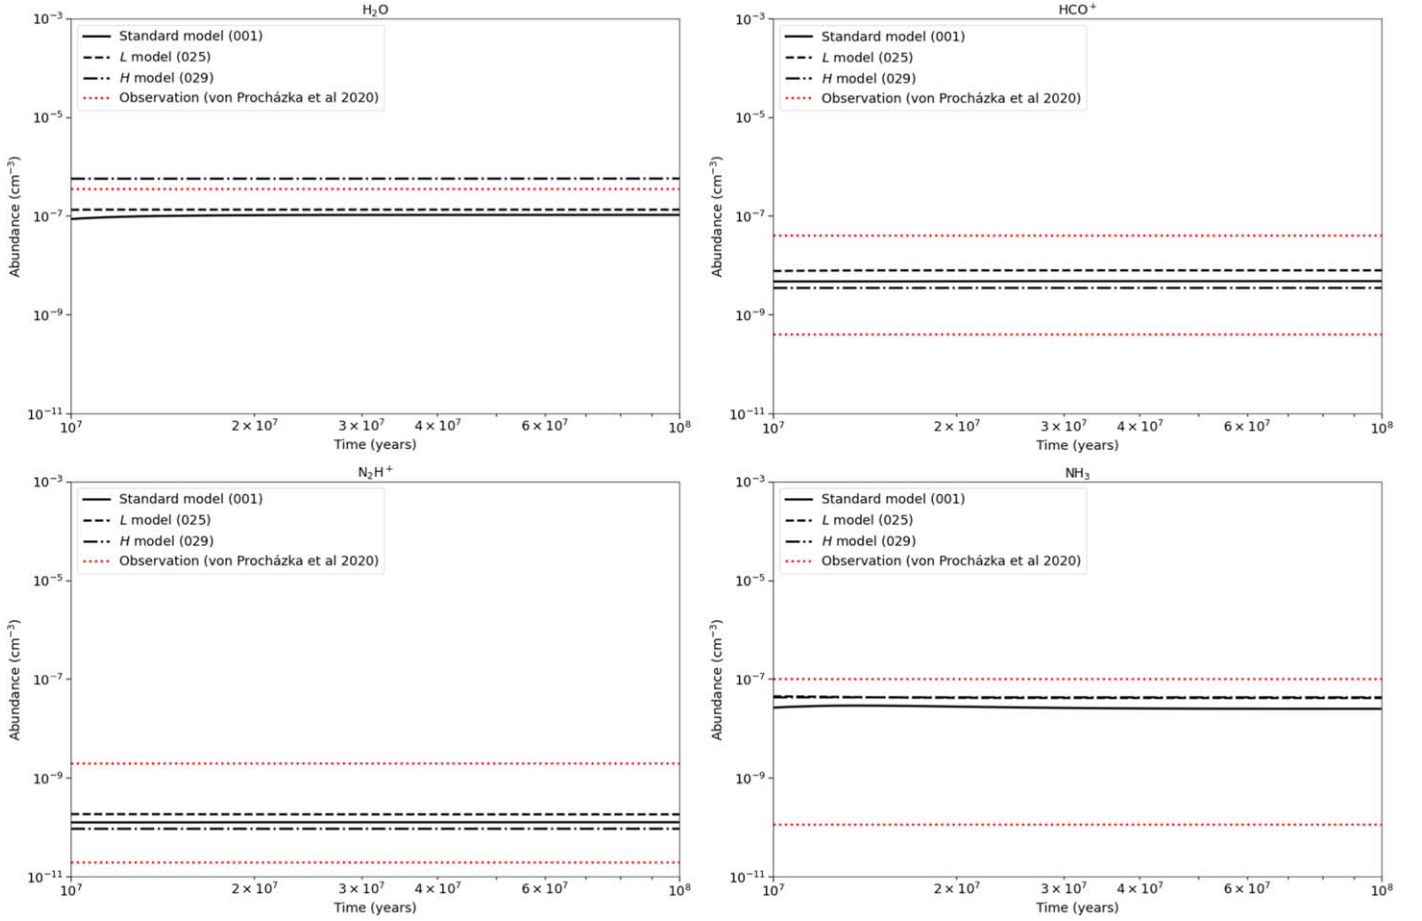 H₂O
10⁻³
10⁻⁵
10⁻⁷
10⁻⁹
10⁻¹¹
Abundance (cm⁻³)
Standard model (001)
L model (025)
H model (029)
Observation (von Procházka et al 2020)
10⁷ 2 × 10⁷ 3 × 10⁷ 4 × 10⁷ 6 × 10⁷ 10⁸
Time (years)
HCO⁺
10⁻³
10⁻⁵
10⁻⁷
10⁻⁹
10⁻¹¹
Abundance (cm⁻³)
Standard model (001)
L model (025)
H model (029)
Observation (von Procházka et al 2020)
10⁷ 2 × 10⁷ 3 × 10⁷ 4 × 10⁷ 6 × 10⁷ 10⁸
Time (years)
N₂H⁺
10⁻³
10⁻⁵
10⁻⁷
10⁻⁹
10⁻¹¹
Abundance (cm⁻³)
Standard model (001)
L model (025)
H model (029)
Observation (von Procházka et al 2020)
10⁷ 2 × 10⁷ 3 × 10⁷ 4 × 10⁷ 6 × 10⁷ 10⁸
Time (years)
NH₃
10⁻³
10⁻⁵
10⁻⁷
10⁻⁹
10⁻¹¹
Abundance (cm⁻³)
Standard model (001)
L model (025)
H model (029)
Observation (von Procházka et al 2020)
10⁷ 2 × 10⁷ 3 × 10⁷ 4 × 10⁷ 6 × 10⁷ 10⁸
Time (years)